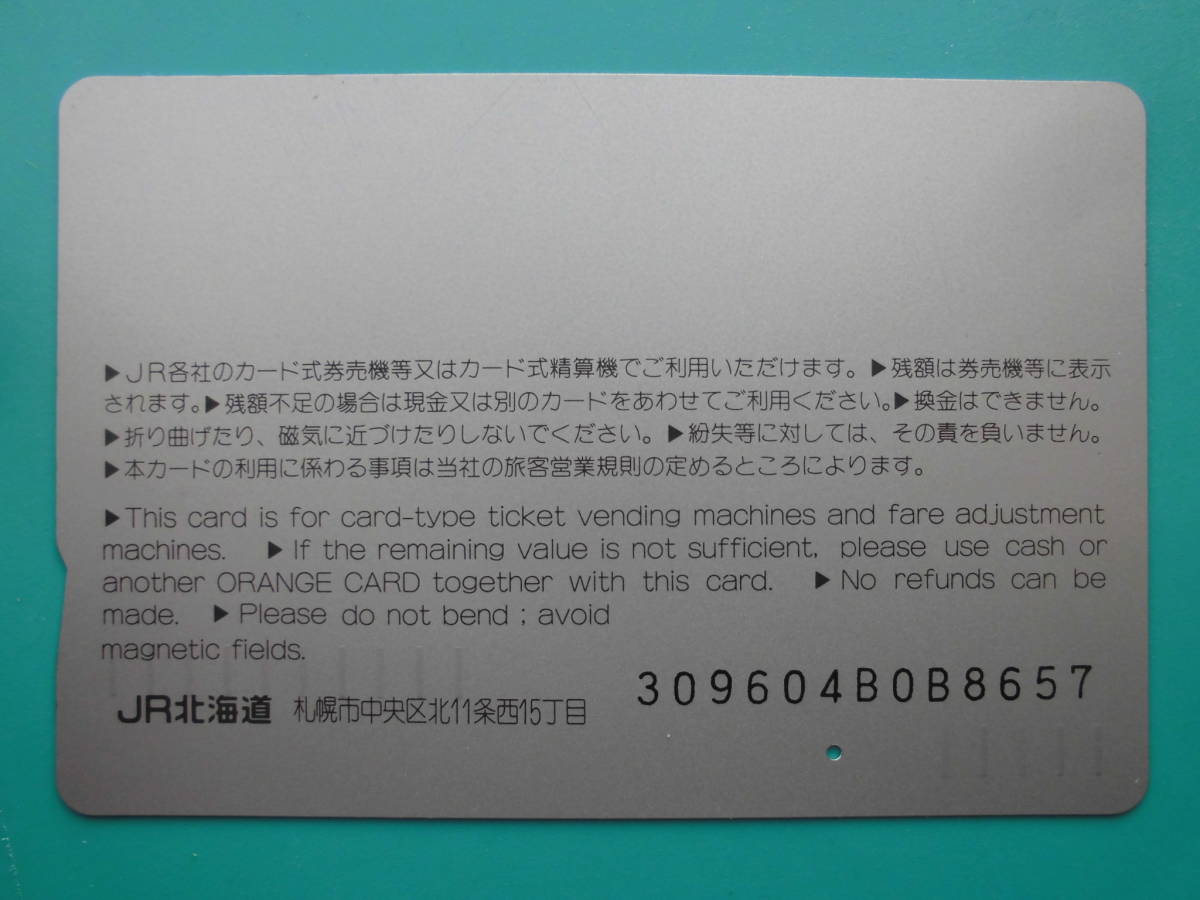 ▶JR各社のカード式券売機等又はカード式精算機でご利用いただけます。▶残額は券売機等に表示
されます。▶残額不足の場合は現金又は別のカードをあわせてご利用ください。▶換金はできません。
▶折り曲げたり、磁気に近づけたりしないでください。▶紛失等に対しては、その責を負いません。
▶本カードの利用に係わる事項は当社の旅客営業規則の定めるところによります。
▶This card is for card-type ticket vending machines and fare adjustment
machines. ▶If the remaining value is not sufficient, please use cash or
another ORANGE CARD together with this card. ▶No refunds can be
made. ▶Please do not bend ; avoid
magnetic fields.
309604B0B8657
JR北海道 札幌市中央区北11条西15丁目